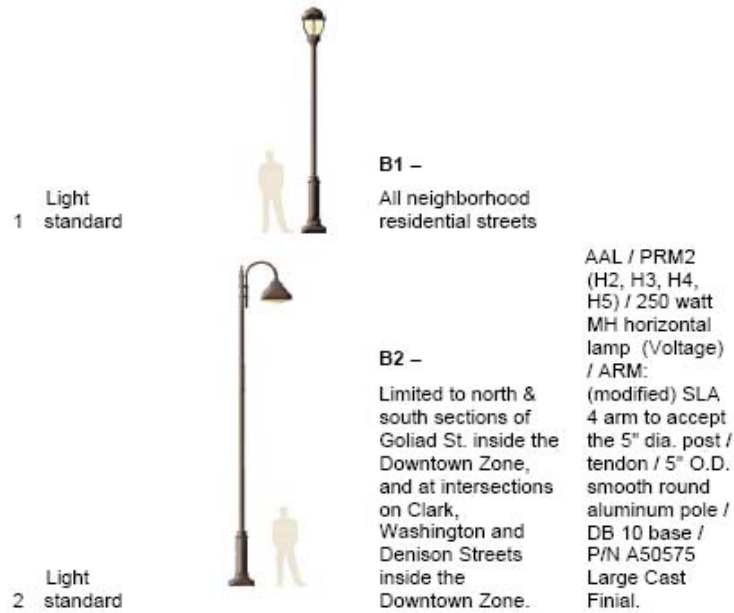 B1 –
Light
1 standard
All neighborhood
residential streets
B2 –
Limited to north &
south sections of
Goliad St. inside the
Downtown Zone,
and at intersections
on Clark,
Washington and
Denison Streets
inside the
Downtown Zone.
AAL / PRM2
(H2, H3, H4,
H5) / 250 watt
MH horizontal
lamp (Voltage)
/ ARM:
(modified) SLA
4 arm to accept
the 5" dia. post /
tendon / 5" O.D.
smooth round
aluminum pole /
DB 10 base /
P/N A50575
Large Cast
Finial.
Light
2 standard